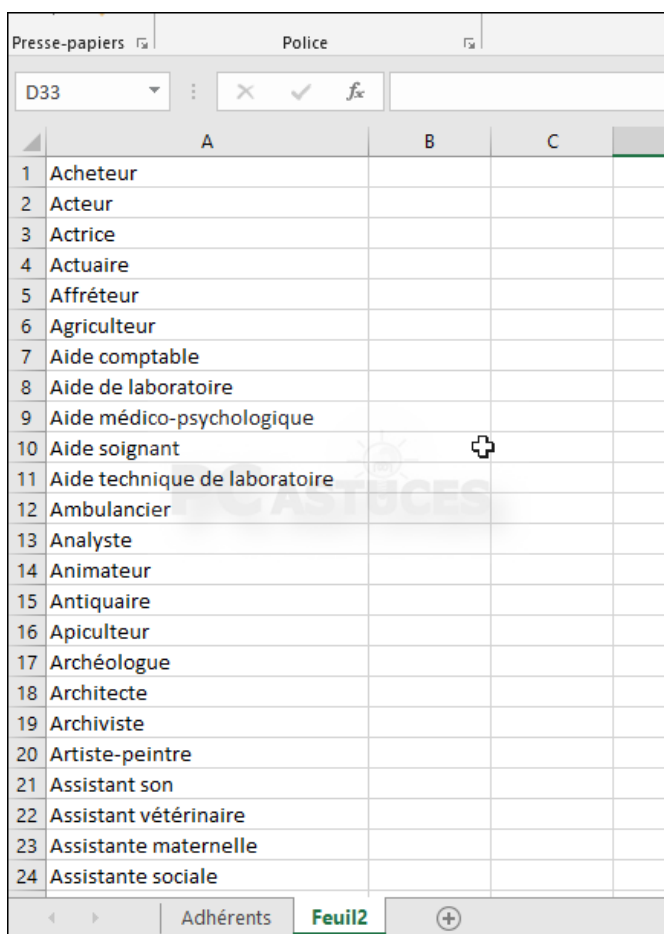 Presse-papiers Police
D33 fx
A B C
1 Acheteur
2 Acteur
3 Actrice
4 Actuaire
5 Affréteur
6 Agriculteur
7 Aide comptable
8 Aide de laboratoire
9 Aide médico-psychologique
10 Aide soignant
11 Aide technique de laboratoire
12 Ambulancier
13 Analyste
14 Animateur
15 Antiquaire
16 Apiculteur
17 Archéologue
18 Architecte
19 Archiviste
20 Artiste-peintre
21 Assistant son
22 Assistant vétérinaire
23 Assistante maternelle
24 Assistante sociale
Adhérents Feuil2
PC ASTUCES